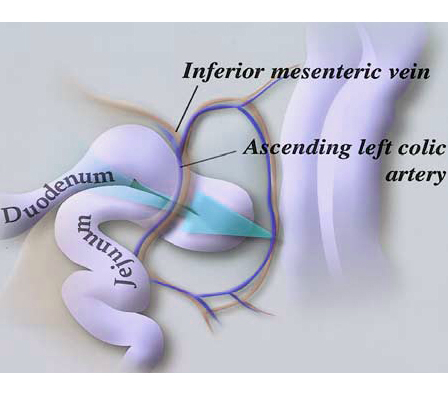 Inferior mesenteric vein
Ascending left colic
artery
Duodenum
Jejunum